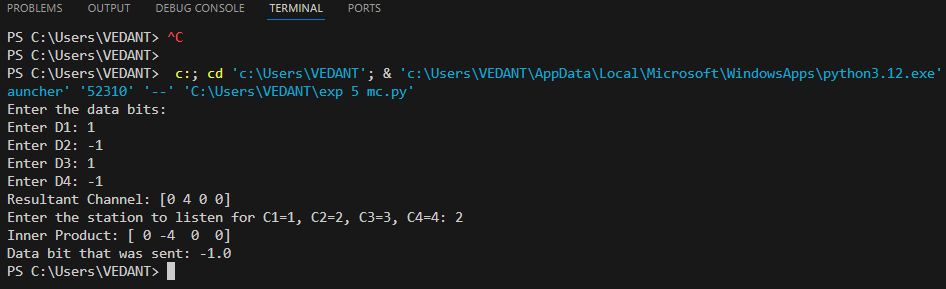 PROBLEMS OUTPUT DEBUG CONSOLE TERMINAL PORTS
PS C:\Users\VEDANT> ^C
PS C:\Users\VEDANT>
PS C:\Users\VEDANT>  c:; cd 'c:\Users\VEDANT'; & 'c:\Users\VEDANT\AppData\Local\Microsoft\WindowsApps\python3.12.exe'
auncher' '52310' '--' 'C:\Users\VEDANT\exp 5 mc.py'
Enter the data bits:
Enter D1: 1
Enter D2: -1
Enter D3: 1
Enter D4: -1
Resultant Channel: [0 4 0 0]
Enter the station to listen for C1=1, C2=2, C3=3, C4=4: 2
Inner Product: [ 0 -4  0  0]
Data bit that was sent: -1.0
PS C:\Users\VEDANT>